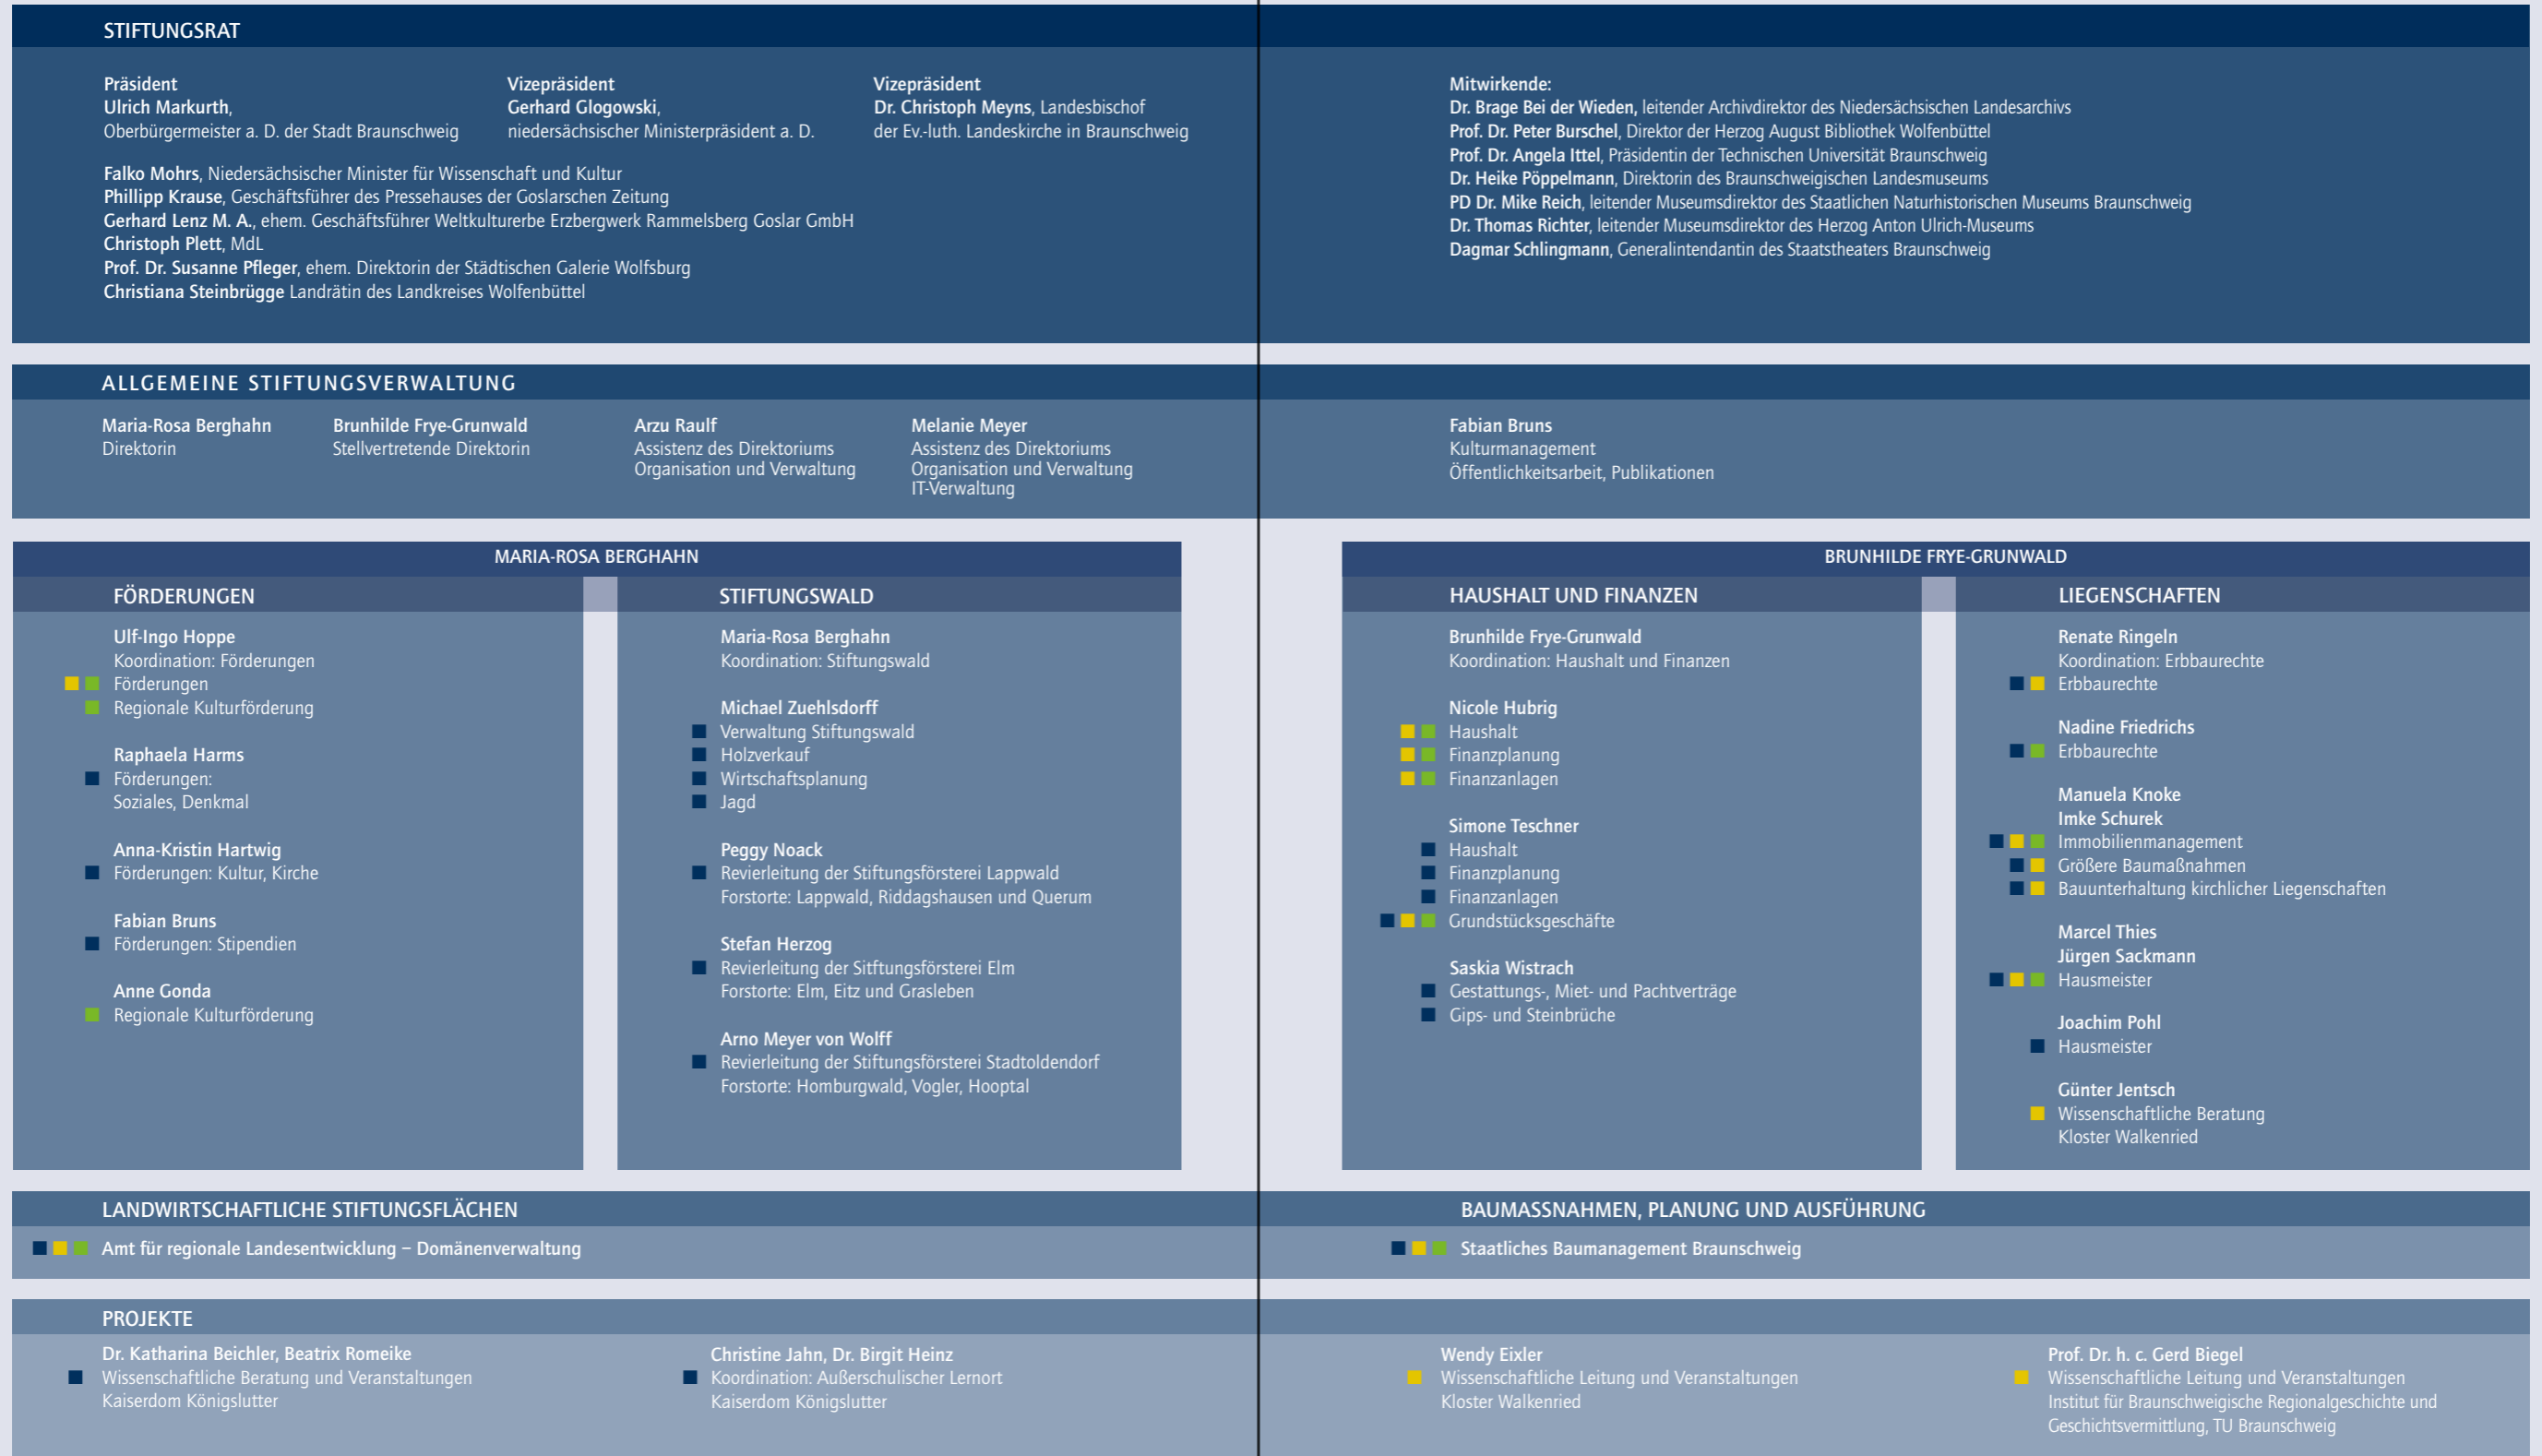 STIFTUNGSRAT
Präsident
Ulrich Markurth,
Oberbürgermeister a. D. der Stadt Braunschweig
Vizepräsident
Gerhard Glogowski,
niedersächsischer Ministerpräsident a. D.
Vizepräsident
Dr. Christoph Meyns, Landesbischof
der Ev.-luth. Landeskirche in Braunschweig
Falko Mohrs, Niedersächsischer Minister für Wissenschaft und Kultur
Phillipp Krause, Geschäftsführer des Pressehauses der Goslarschen Zeitung
Gerhard Lenz M. A., ehem. Geschäftsführer Weltkulturerbe Erzbergwerk Rammelsberg Goslar GmbH
Christoph Plett, MdL
Prof. Dr. Susanne Pfleger, ehem. Direktorin der Städtischen Galerie Wolfsburg
Christiana Steinbrügge Landrätin des Landkreises Wolfenbüttel
Mitwirkende:
Dr. Brage Bei der Wieden, leitender Archivdirektor des Niedersächsischen Landesarchivs
Prof. Dr. Peter Burschel, Direktor der Herzog August Bibliothek Wolfenbüttel
Prof. Dr. Angela Ittel, Präsidentin der Technischen Universität Braunschweig
Dr. Heike Pöppelmann, Direktorin des Braunschweigischen Landesmuseums
PD Dr. Mike Reich, leitender Museumsdirektor des Staatlichen Naturhistorischen Museums Braunschweig
Dr. Thomas Richter, leitender Museumsdirektor des Herzog Anton Ulrich-Museums
Dagmar Schlingmann, Generalintendantin des Staatstheaters Braunschweig
ALLGEMEINE STIFTUNGSVERWALTUNG
Maria-Rosa Berghahn
Direktorin
Brunhilde Frye-Grunwald
Stellvertretende Direktorin
Arzu Raulf
Assistenz des Direktoriums
Organisation und Verwaltung
Melanie Meyer
Assistenz des Direktoriums
Organisation und Verwaltung
IT-Verwaltung
Fabian Bruns
Kulturmanagement
Öffentlichkeitsarbeit, Publikationen
MARIA-ROSA BERGHAHN
FÖRDERUNGEN
Ulf-Ingo Hoppe
Koordination: Förderungen
Förderungen
Regionale Kulturförderung
Raphaela Harms
Förderungen:
Soziales, Denkmal
Anna-Kristin Hartwig
Förderungen: Kultur, Kirche
Fabian Bruns
Förderungen: Stipendien
Anne Gonda
Regionale Kulturförderung
STIFTUNGSWALD
Maria-Rosa Berghahn
Koordination: Stiftungswald
Michael Zuehlsdorff
Verwaltung Stiftungswald
Holzverkauf
Wirtschaftsplanung
Jagd
Peggy Noack
Revierleitung der Stiftungsförsterei Lappwald
Forstorte: Lappwald, Riddagshausen und Querum
Stefan Herzog
Revierleitung der Sitftungsförsterei Elm
Forstorte: Elm, Eitz und Grasleben
Arno Meyer von Wolff
Revierleitung der Stiftungsförsterei Stadtoldendorf
Forstorte: Homburgwald, Vogler, Hooptal
BRUNHILDE FRYE-GRUNWALD
HAUSHALT UND FINANZEN
Brunhilde Frye-Grunwald
Koordination: Haushalt und Finanzen
Nicole Hubrig
Haushalt
Finanzplanung
Finanzanlagen
Simone Teschner
Haushalt
Finanzplanung
Finanzanlagen
Grundstücksgeschäfte
Saskia Wistrach
Gestattungs-, Miet- und Pachtverträge
Gips- und Steinbrüche
LIEGENSCHAFTEN
Renate Ringeln
Koordination: Erbbaurechte
Erbbaurechte
Nadine Friedrichs
Erbbaurechte
Manuela Knoke
Imke Schurek
Immobilienmanagement
Größere Baumaßnahmen
Bauunterhaltung kirchlicher Liegenschaften
Marcel Thies
Jürgen Sackmann
Hausmeister
Joachim Pohl
Hausmeister
Günter Jentsch
Wissenschaftliche Beratung
Kloster Walkenried
LANDWIRTSCHAFTLICHE STIFTUNGSFLÄCHEN
Amt für regionale Landesentwicklung – Domänenverwaltung
BAUMASSNAHMEN, PLANUNG UND AUSFÜHRUNG
Staatliches Baumanagement Braunschweig
PROJEKTE
Dr. Katharina Beichler, Beatrix Romeike
Wissenschaftliche Beratung und Veranstaltungen
Kaiserdom Königslutter
Christine Jahn, Dr. Birgit Heinz
Koordination: Außerschulischer Lernort
Kaiserdom Königslutter
Wendy Eixler
Wissenschaftliche Leitung und Veranstaltungen
Kloster Walkenried
Prof. Dr. h. c. Gerd Biegel
Wissenschaftliche Leitung und Veranstaltungen
Institut für Braunschweigische Regionalgeschichte und
Geschichtsvermittlung, TU Braunschweig